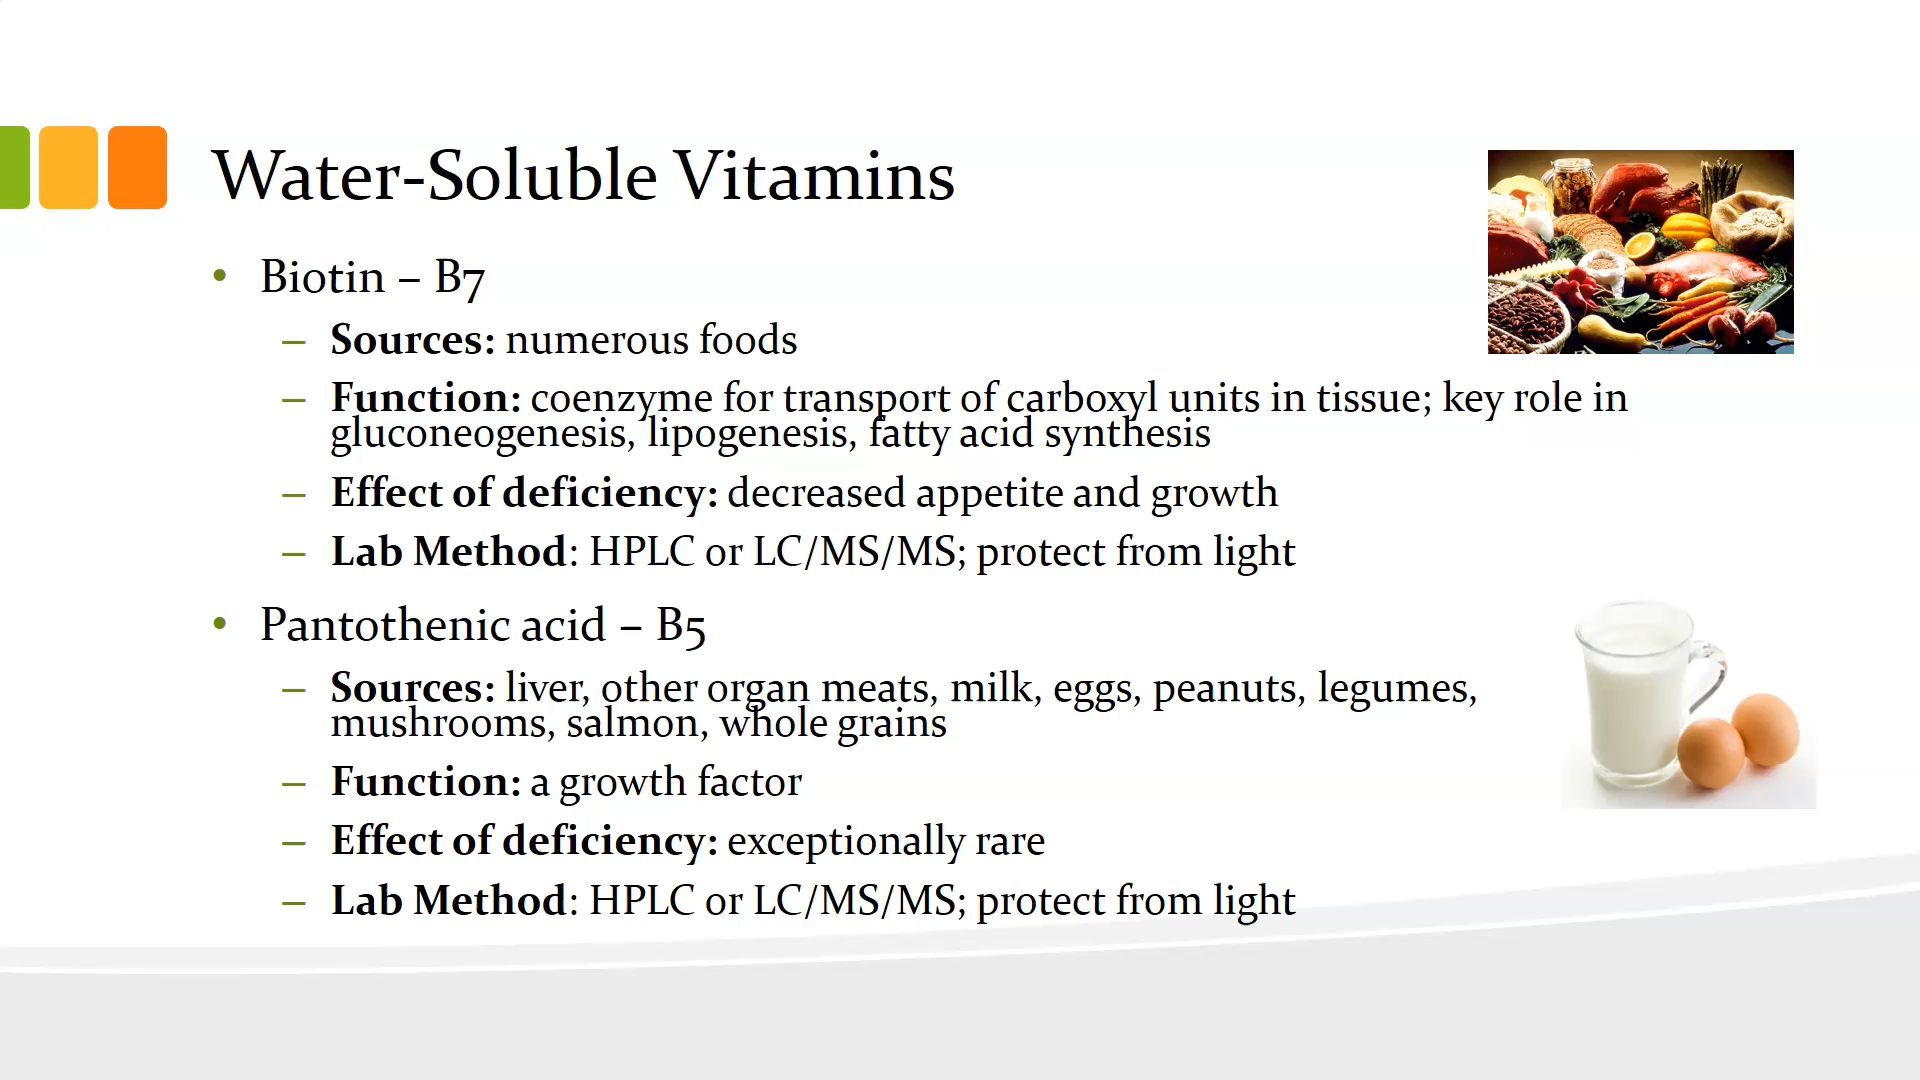 Water-Soluble Vitamins
• Biotin – B7
– Sources: numerous foods
– Function: coenzyme for transport of carboxyl units in tissue; key role in
gluconeogenesis, lipogenesis, fatty acid synthesis
– Effect of deficiency: decreased appetite and growth
– Lab Method: HPLC or LC/MS/MS; protect from light
• Pantothenic acid – B5
– Sources: liver, other organ meats, milk, eggs, peanuts, legumes,
mushrooms, salmon, whole grains
– Function: a growth factor
– Effect of deficiency: exceptionally rare
– Lab Method: HPLC or LC/MS/MS; protect from light